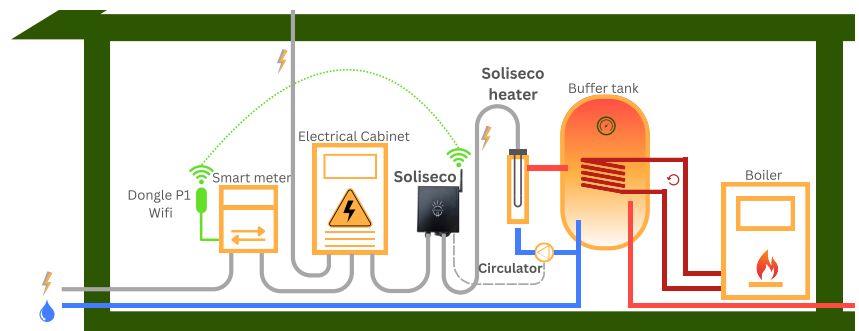 Soliseco
heater
Buffer tank
Electrical Cabinet
Smart meter
Soliseco
Boiler
Dongle P1
Wifi
Circulator